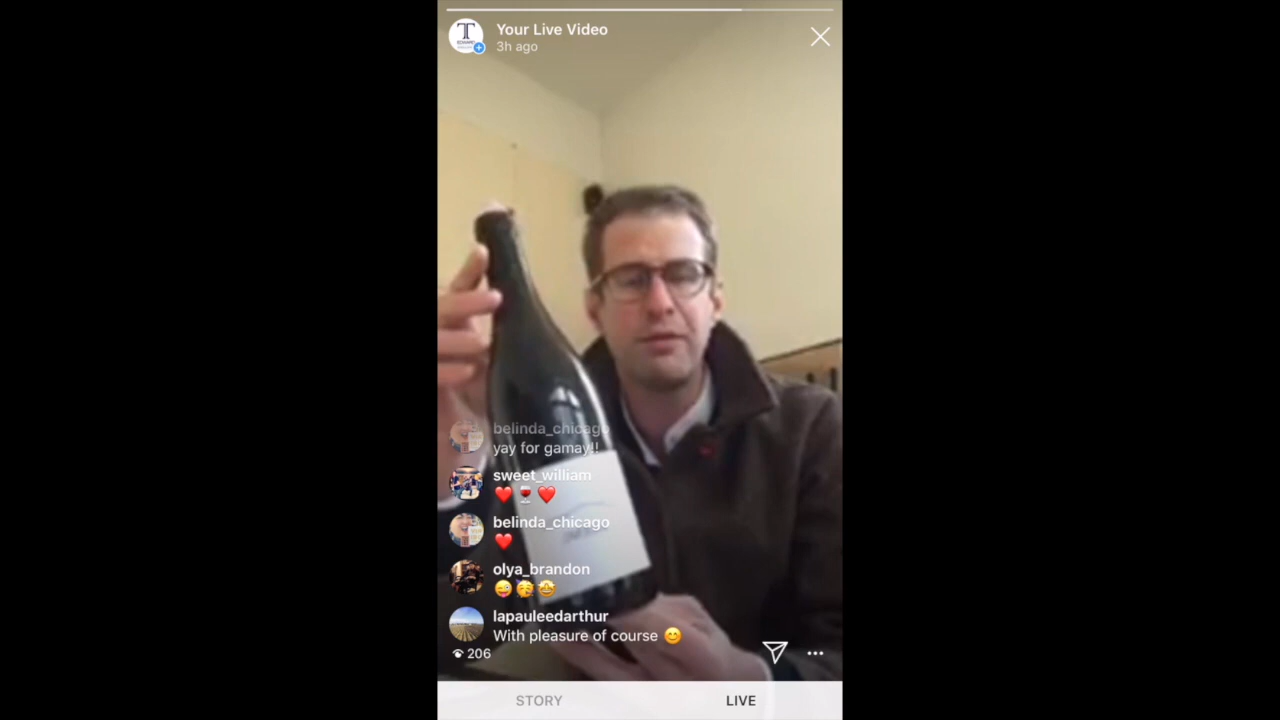 Your Live Video
3h ago
T
belinda_chicago
yay for gamay!!
sweet_william
❤️🍷❤️
belinda_chicago
❤️
olya_brandon
😜🥳🤩
lapauleedarthur
With pleasure of course 😊
206
STORY
LIVE